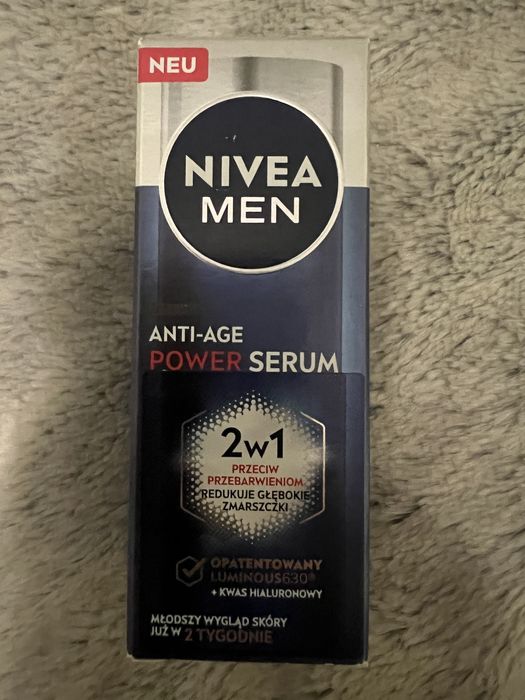 NEU
NIVEA
MEN
ANTI-AGE
POWER SERUM
2w1
PRZECIW
PRZEBARWIENIOM
REDUKUJE GŁĘBOKIE
ZMARSZCZKI
OPATENTOWANY
LUMINOUS630®
+ KWAS HIALURONOWY
MŁODSZY WYGLĄD SKÓRY
JUŻ W 2 TYGODNIE